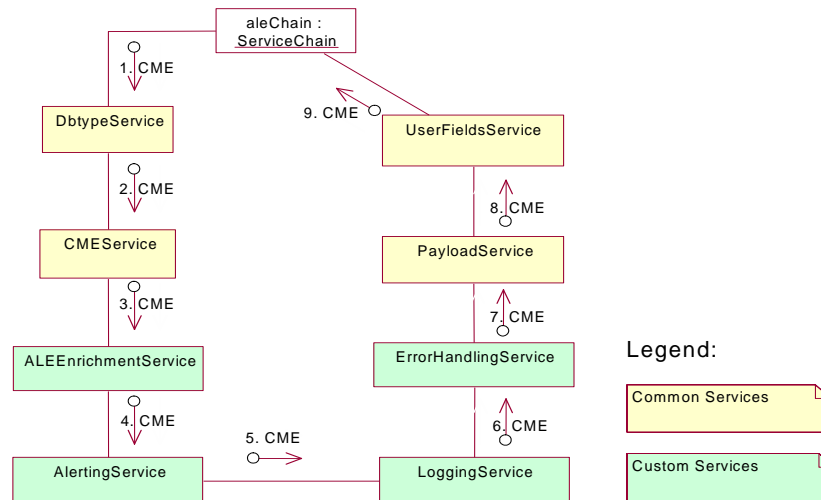 aleChain :
ServiceChain
1. CME
9. CME
DbtypeService
UserFieldsService
2. CME
8. CME
CMEService
PayloadService
3. CME
7. CME
ALEEnrichmentService
ErrorHandlingService
Legend:
Common Services
4. CME
5. CME
6. CME
AlertingService
LoggingService
Custom Services